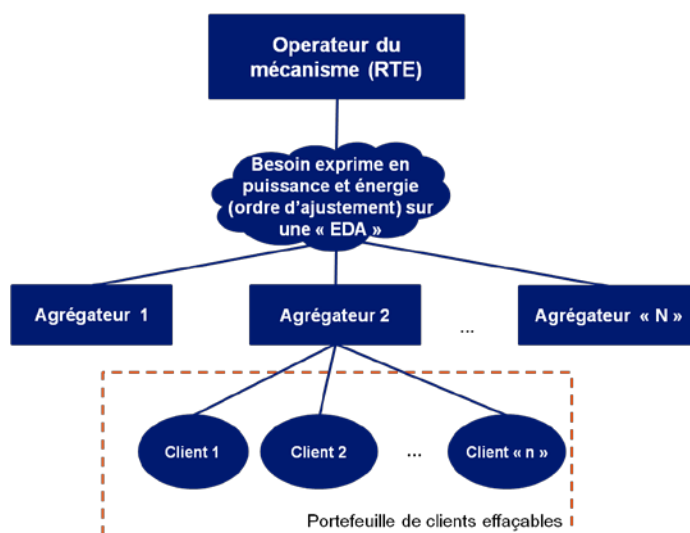 Operateur du
mécanisme (RTE)
Besoin exprime en
puissance et énergie
(ordre d'ajustement) sur
une « EDA »
Agrégateur 1
Agrégateur 2
...
Agrégateur « N »
Client 1
Client 2
...
Client « n »
Portefeuille de clients effaçables